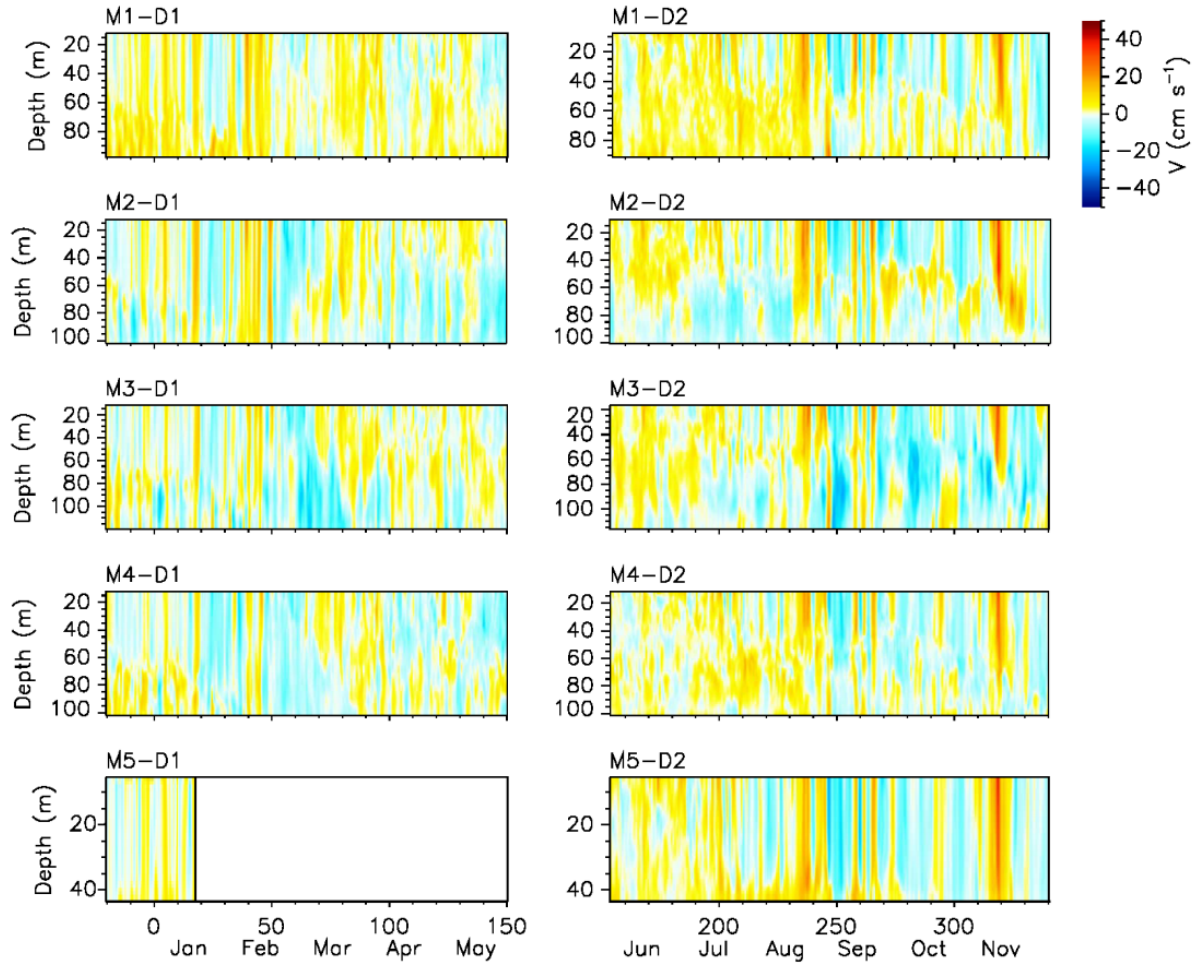 M1-D1 M1-D2
20 40 60 80 Depth (m) 20 40 60 80 40 20 0 -20 -40 V (cm s⁻¹)
M2-D1 M2-D2
20 40 60 80 100 Depth (m) 20 40 60 80 100
M3-D1 M3-D2
20 40 60 80 100 Depth (m) 20 40 60 80 100
M4-D1 M4-D2
20 40 60 80 100 Depth (m) 20 40 60 80 100
M5-D1 M5-D2
20 40 Depth (m) 20 40
0 50 100 150 200 250 300
Jan Feb Mar Apr May Jun Jul Aug Sep Oct Nov